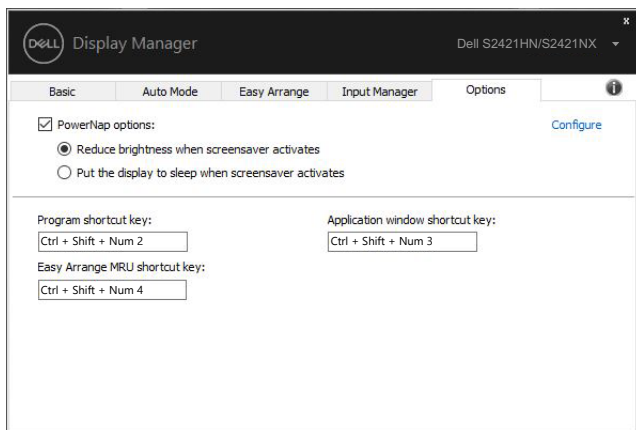 x
DELL Display Manager
Dell S2421HN/S2421NX
Basic Auto Mode Easy Arrange Input Manager Options
PowerNap options:
Configure
Reduce brightness when screensaver activates
Put the display to sleep when screensaver activates
Program shortcut key:
Application window shortcut key:
Ctrl + Shift + Num 2
Ctrl + Shift + Num 3
Easy Arrange MRU shortcut key:
Ctrl + Shift + Num 4